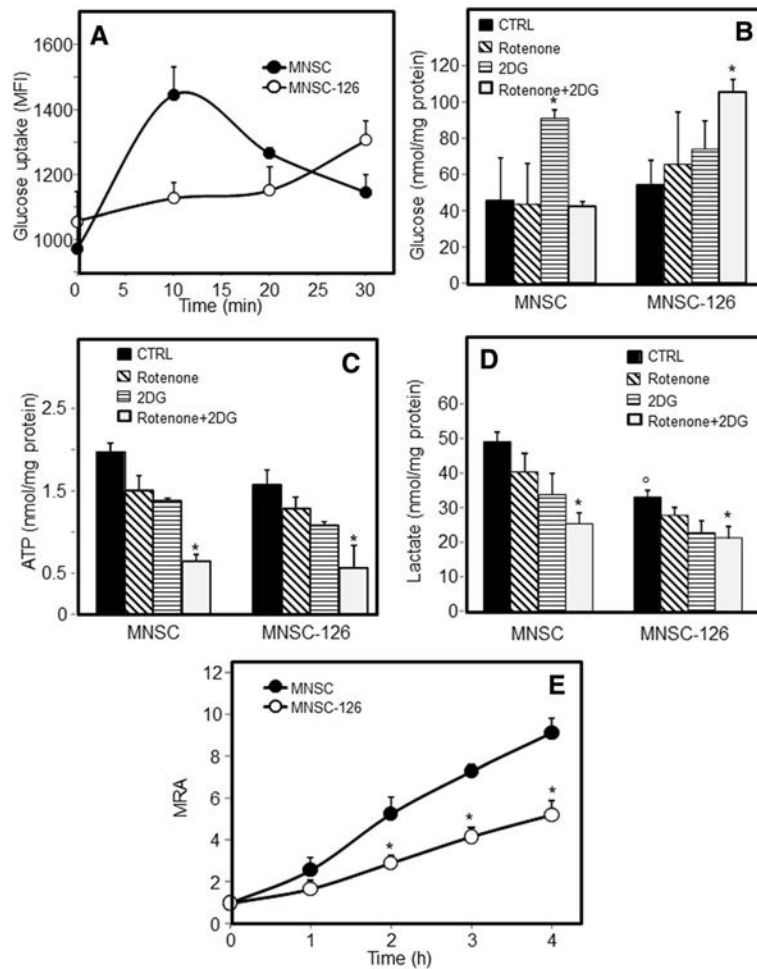 A
MNSC
MNSC-126
Glucose uptake (MFI)
1600
1400
1200
1000
0 5 10 15 20 25 30
Time (min)
B
CTRL
Rotenone
2DG
Rotenone+2DG
Glucose (nmol/mg protein)
120
100
80
60
40
20
0
*
*
MNSC MNSC-126
C
CTRL
Rotenone
2DG
Rotenone+2DG
ATP (nmol/mg protein)
2.5
1.5
0.5
0
*
*
MNSC MNSC-126
D
CTRL
Rotenone
2DG
Rotenone+2DG
Lactate (nmol/mg protein)
60
50
40
30
20
10
0
*
°
*
MNSC MNSC-126
E
MNSC
MNSC-126
MRA
12
10
8
6
4
2
0
*
*
*
0 1 2 3 4
Time (h)